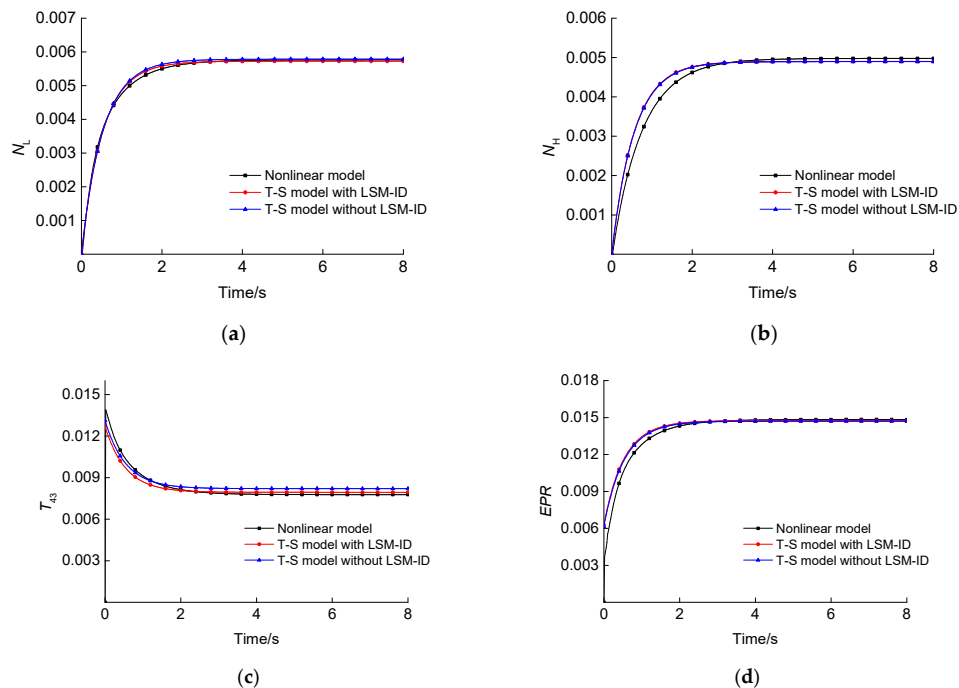 0.007
0.006
0.005
0.004
0.003
0.002
0.001
N_L
Nonlinear model
T-S model with LSM-ID
T-S model without LSM-ID
0 2 4 6 8
Time/s
(a)
0.006
0.005
0.004
0.003
0.002
0.001
N_H
Nonlinear model
T-S model with LSM-ID
T-S model without LSM-ID
0 2 4 6 8
Time/s
(b)
0.015
0.012
0.009
0.006
0.003
T_43
Nonlinear model
T-S model with LSM-ID
T-S model without LSM-ID
0 2 4 6 8
Time/s
(c)
0.018
0.015
0.012
0.009
0.006
0.003
EPR
Nonlinear model
T-S model with LSM-ID
T-S model without LSM-ID
0 2 4 6 8
Time/s
(d)